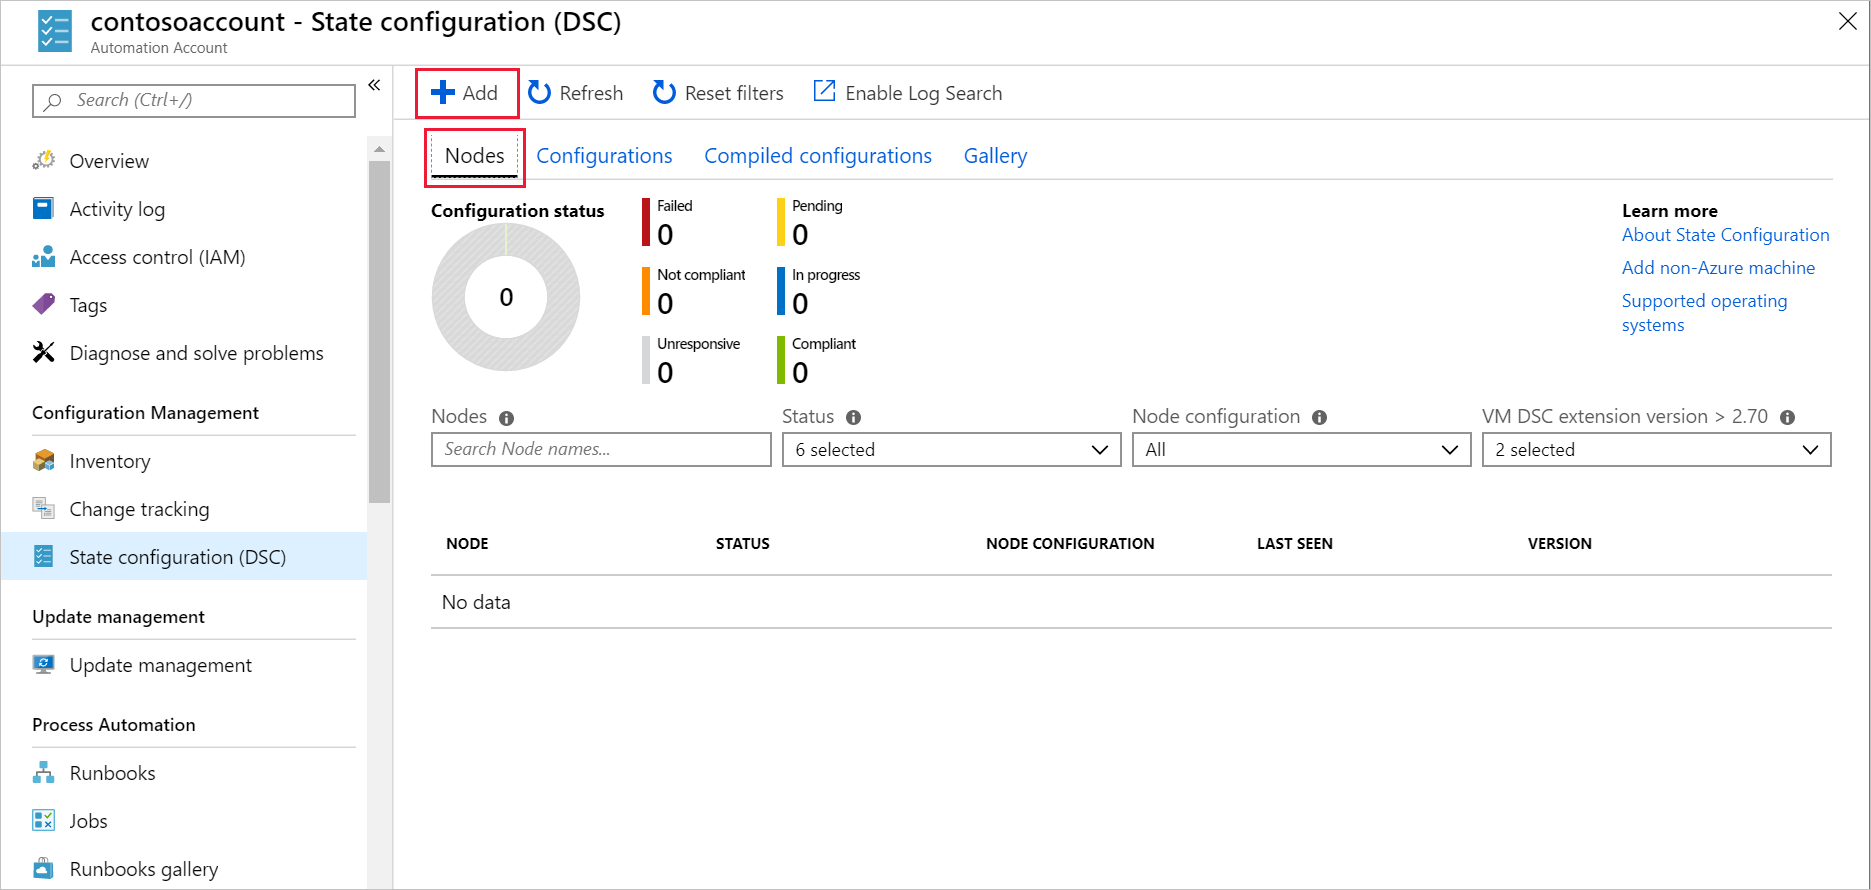 contosoaccount - State configuration (DSC)
Automation Account
Search (Ctrl+/)
Overview
Activity log
Access control (IAM)
Tags
Diagnose and solve problems
Configuration Management
Inventory
Change tracking
State configuration (DSC)
Update management
Update management
Process Automation
Runbooks
Jobs
Runbooks gallery
Add
Refresh
Reset filters
Enable Log Search
Nodes
Configurations
Compiled configurations
Gallery
Configuration status
0
Failed
0
Pending
0
Not compliant
0
In progress
0
Unresponsive
0
Compliant
0
Learn more
About State Configuration
Add non-Azure machine
Supported operating
systems
Nodes
Search Node names...
Status
6 selected
Node configuration
All
VM DSC extension version > 2.70
2 selected
NODE STATUS NODE CONFIGURATION LAST SEEN VERSION
No data